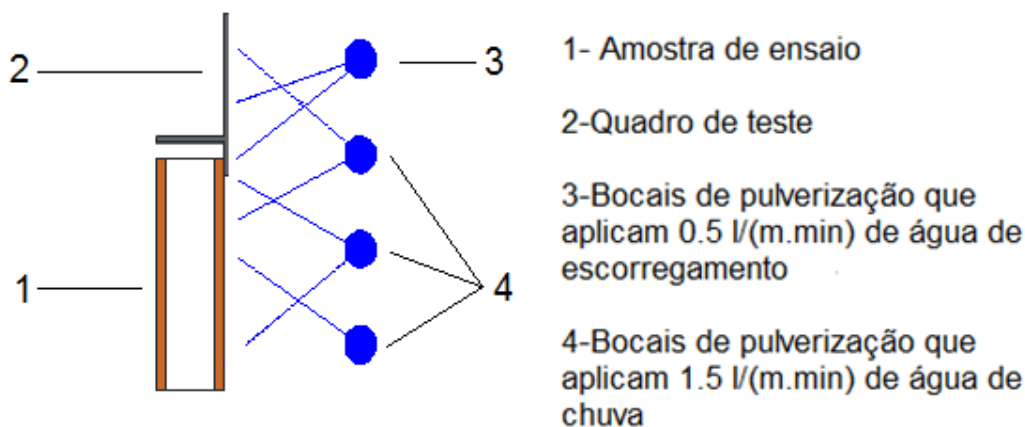 2
3
1
4
1- Amostra de ensaio
2-Quadro de teste
3-Bocais de pulverização que
aplicam 0.5 l/(m.min) de água de
escorregamento
4-Bocais de pulverização que
aplicam 1.5 l/(m.min) de água de
chuva